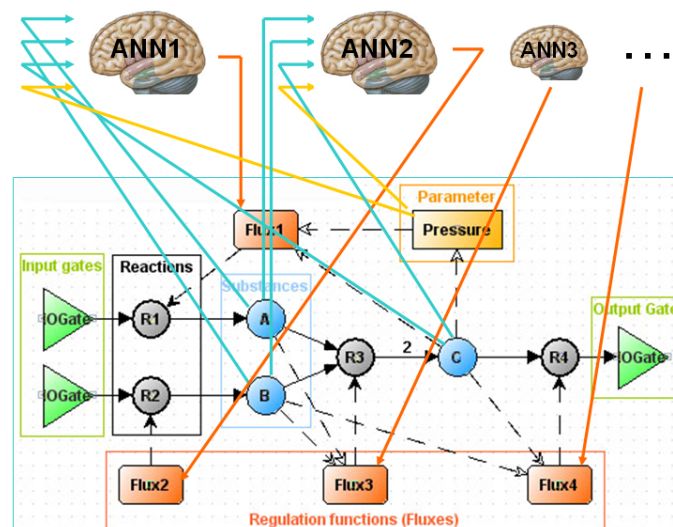 ANN1
ANN2
ANN3
...
Parameter
Flux1
Pressure
Input gates
Reactions
Substances
Output Gate
IOGate
R1
A
R3
2
C
R4
IOGate
IOGate
R2
B
Flux2
Flux3
Flux4
Regulation functions (Fluxes)